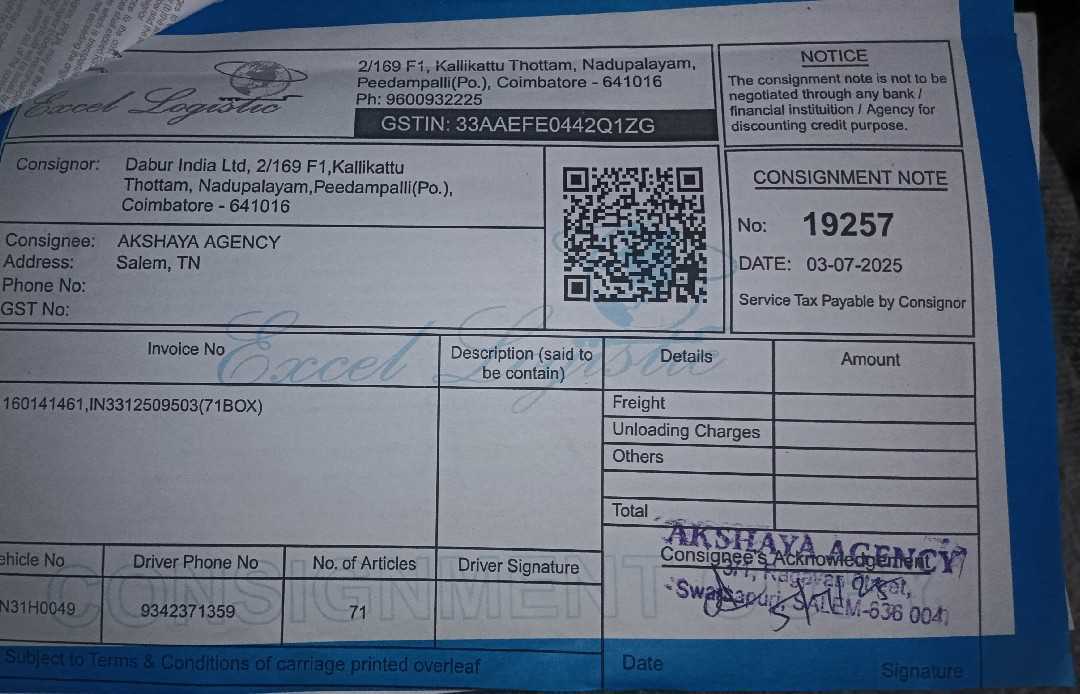 Excel Logistic
2/169 F1, Kallikattu Thottam, Nadupalayam,
Peedampalli(Po.), Coimbatore - 641016
Ph: 9600932225
GSTIN: 33AAEFE0442Q1ZG
NOTICE
The consignment note is not to be
negotiated through any bank /
financial instituition / Agency for
discounting credit purpose.
Consignor: Dabur India Ltd, 2/169 F1,Kallikattu
Thottam, Nadupalayam,Peedampalli(Po.),
Coimbatore - 641016
Consignee: AKSHAYA AGENCY
Address: Salem, TN
Phone No:
GST No:
CONSIGNMENT NOTE
No: 19257
DATE: 03-07-2025
Service Tax Payable by Consignor
Excel Logistic
Invoice No
Description (said to
be contain)
Details
Amount
160141461,IN3312509503(71BOX)
Freight
Unloading Charges
Others
Total
ehicle No
Driver Phone No
No. of Articles
Driver Signature
N31H0049
9342371359
71
CONSIGNMENT
AKSHAYA AGENCY
Consignee's Acknowledgement
SALEM-636 004
Subject to Terms & Conditions of carriage printed overleaf
Date
Signature